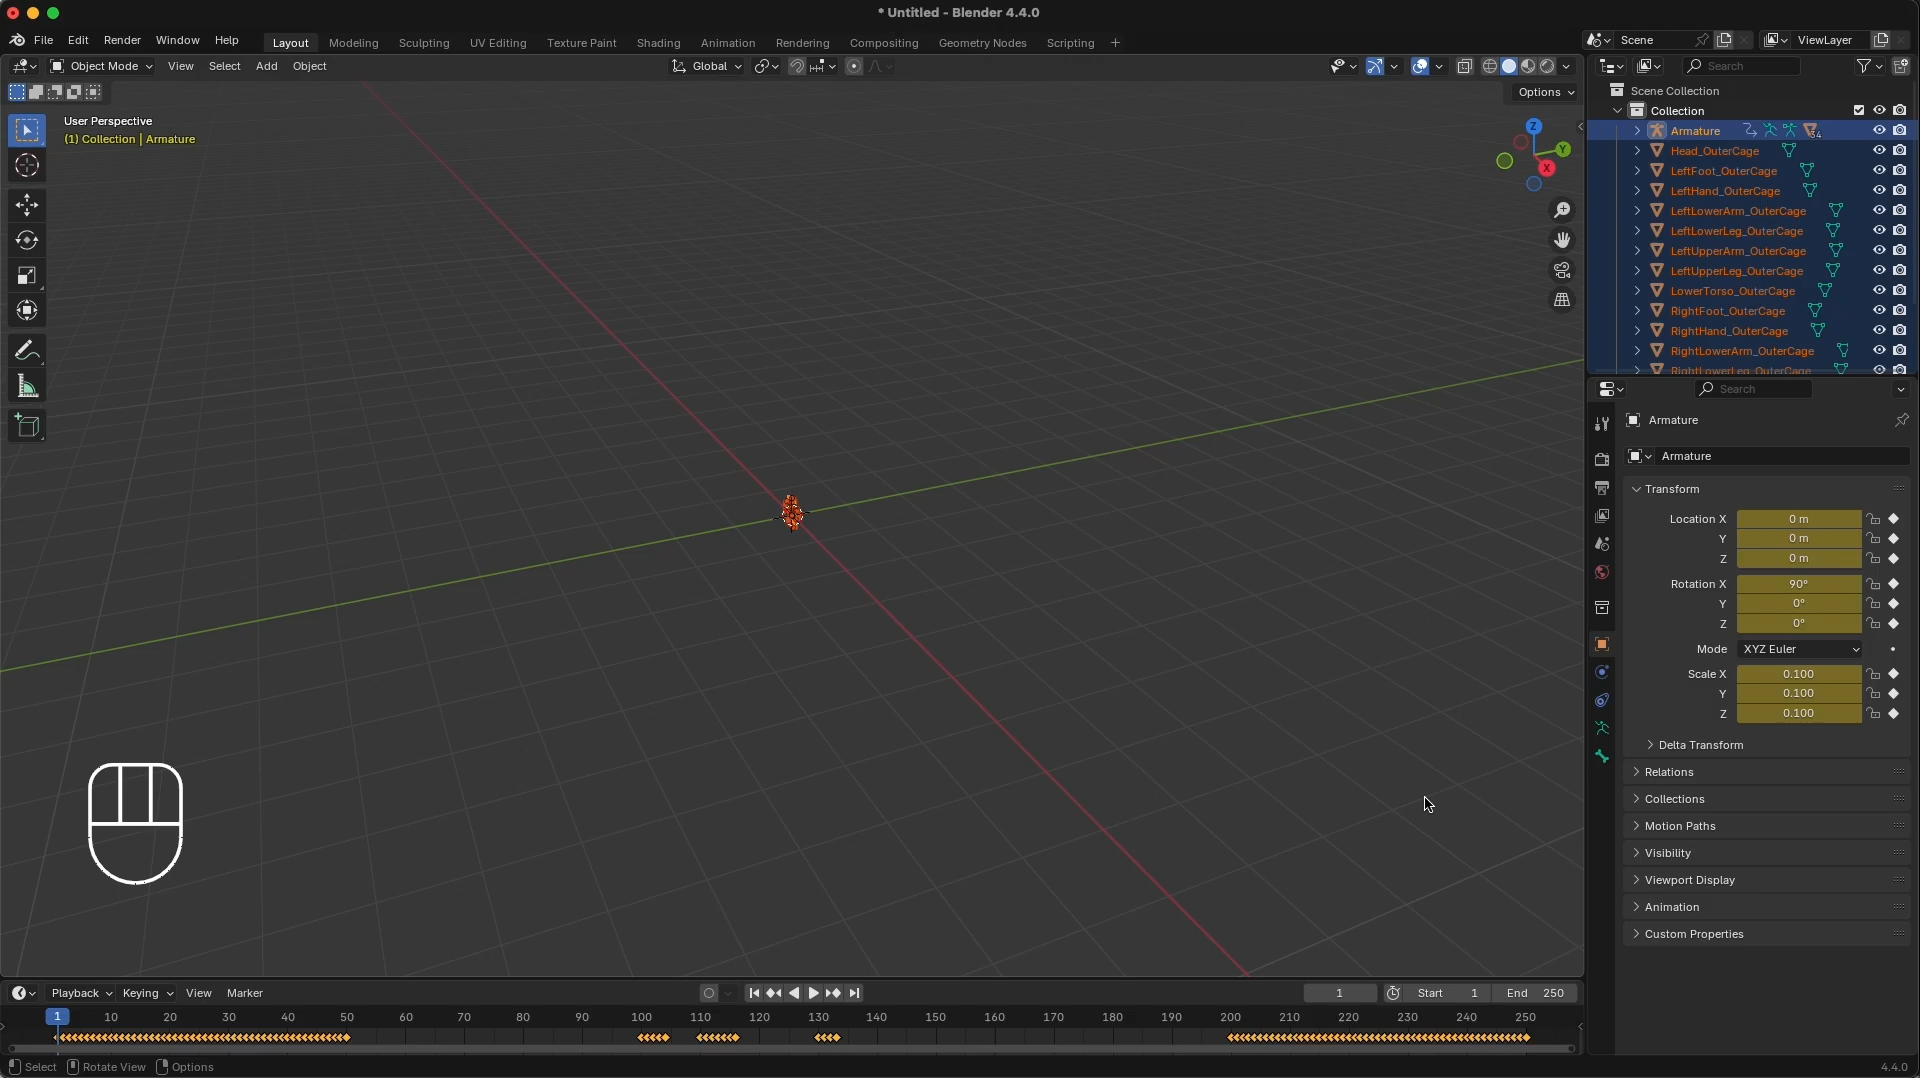 * Untitled - Blender 4.4.0
File Edit Render Window Help
Layout Modeling Sculpting UV Editing Texture Paint Shading Animation Rendering Compositing Geometry Nodes Scripting +
Scene
ViewLayer
Object Mode View Select Add Object
Global
Search
Options
User Perspective
(1) Collection | Armature
Z
Y
X
Scene Collection
Collection
Armature 34
Head_OuterCage
LeftFoot_OuterCage
LeftHand_OuterCage
LeftLowerArm_OuterCage
LeftLowerLeg_OuterCage
LeftUpperArm_OuterCage
LeftUpperLeg_OuterCage
LowerTorso_OuterCage
RightFoot_OuterCage
RightHand_OuterCage
RightLowerArm_OuterCage
RightLowerLeg_OuterCage
Search
Armature
Armature
Transform
Location X 0 m
Y 0 m
Z 0 m
Rotation X 90°
Y 0°
Z 0°
Mode XYZ Euler
Scale X 0.100
Y 0.100
Z 0.100
Delta Transform
Relations
Collections
Motion Paths
Visibility
Viewport Display
Animation
Custom Properties
Playback Keying View Marker
1 Start 1 End 250
1 10 20 30 40 50 60 70 80 90 100 110 120 130 140 150 160 170 180 190 200 210 220 230 240 250
Select Rotate View Options
4.4.0